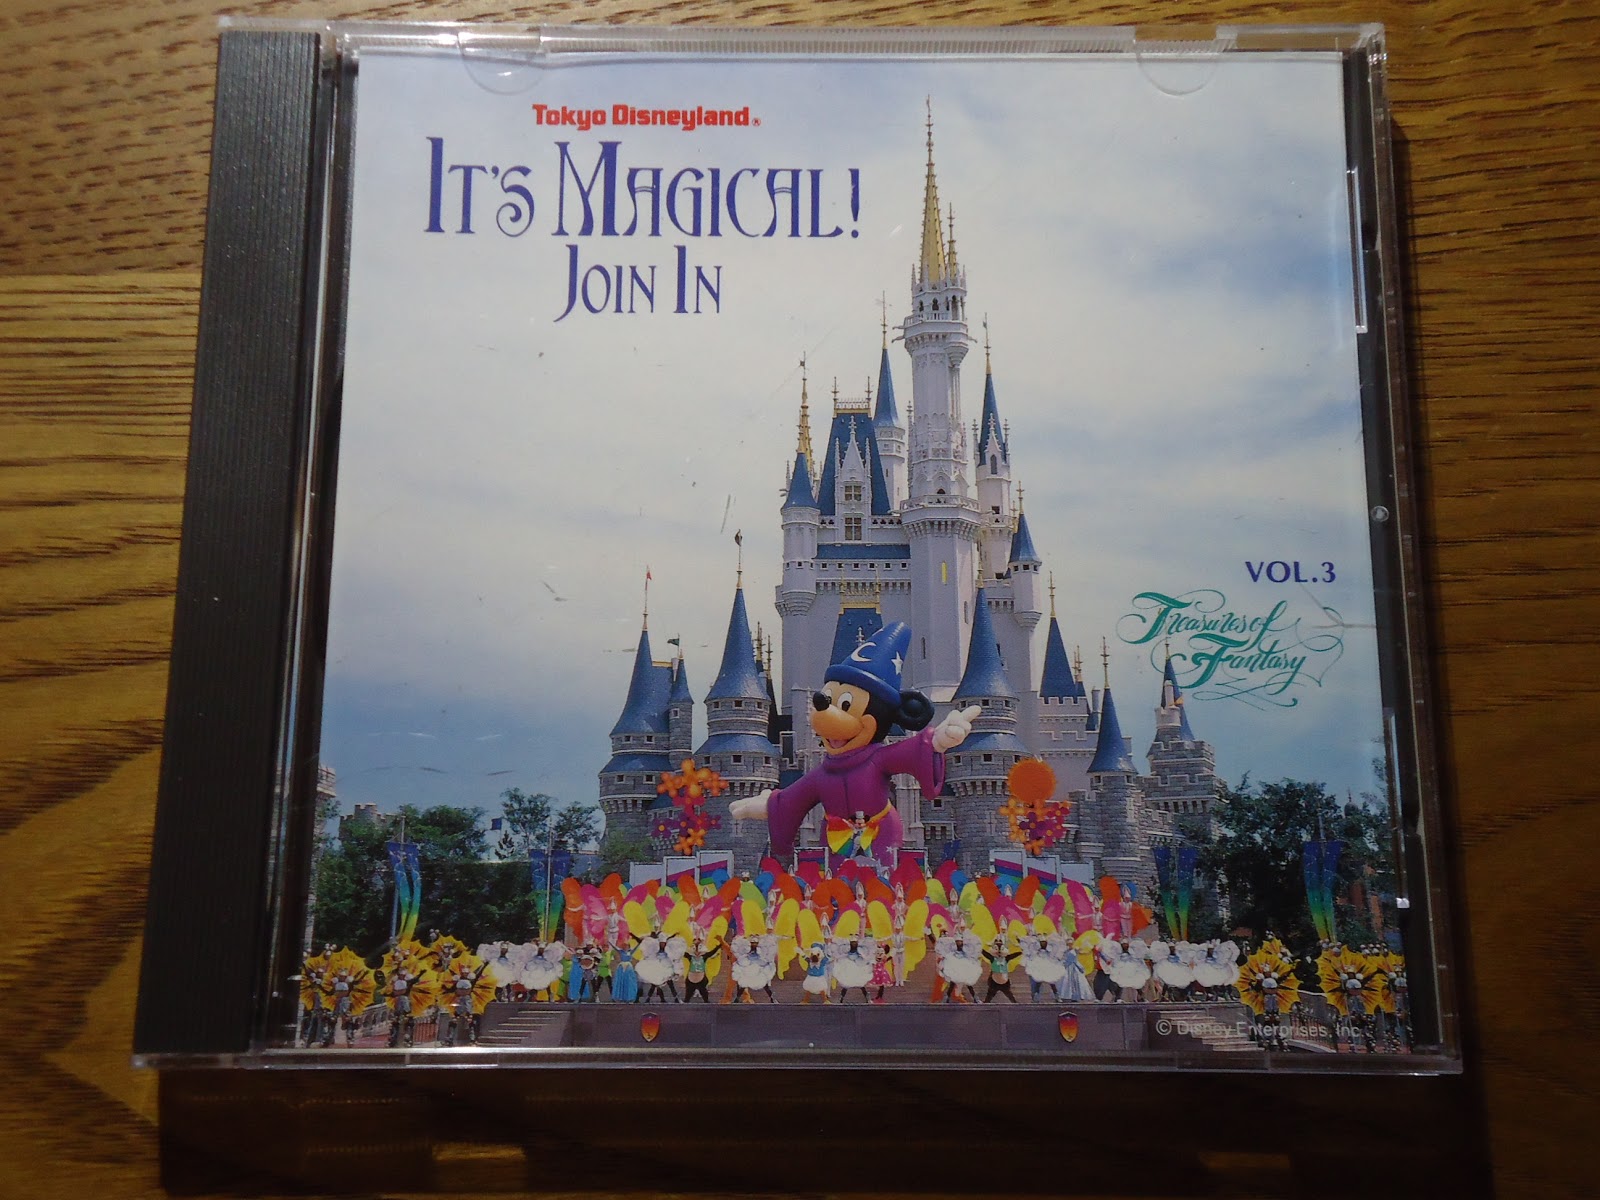 Tokyo Disneyland®
IT'S MAGICAL!
JOIN IN
VOL.3
Treasures of
Fantasy
© Disney Enterprises, Inc.